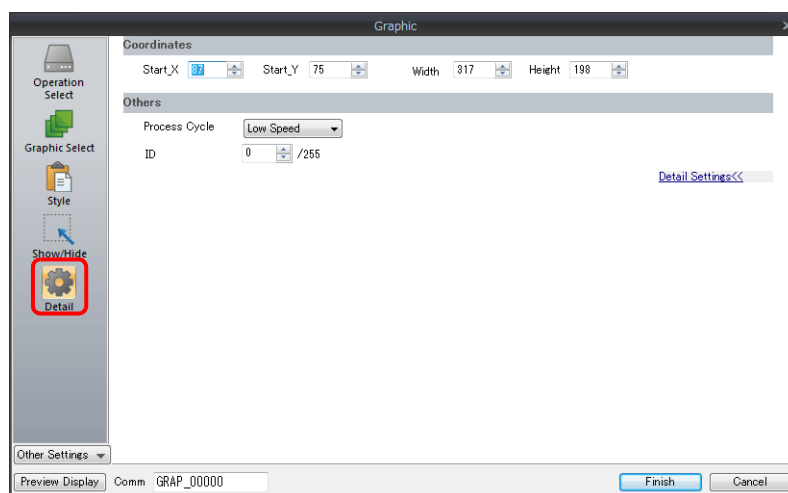 Graphic
Coordinates
Start_X 87 Start_Y 75 Width 317 Height 198
Operation
Select
Others
Process Cycle Low Speed
Graphic Select
ID 0 /255
Detail Settings<<
Style
Show/Hide
Detail
Other Settings
Preview Display Comm GRAP_00000 Finish Cancel